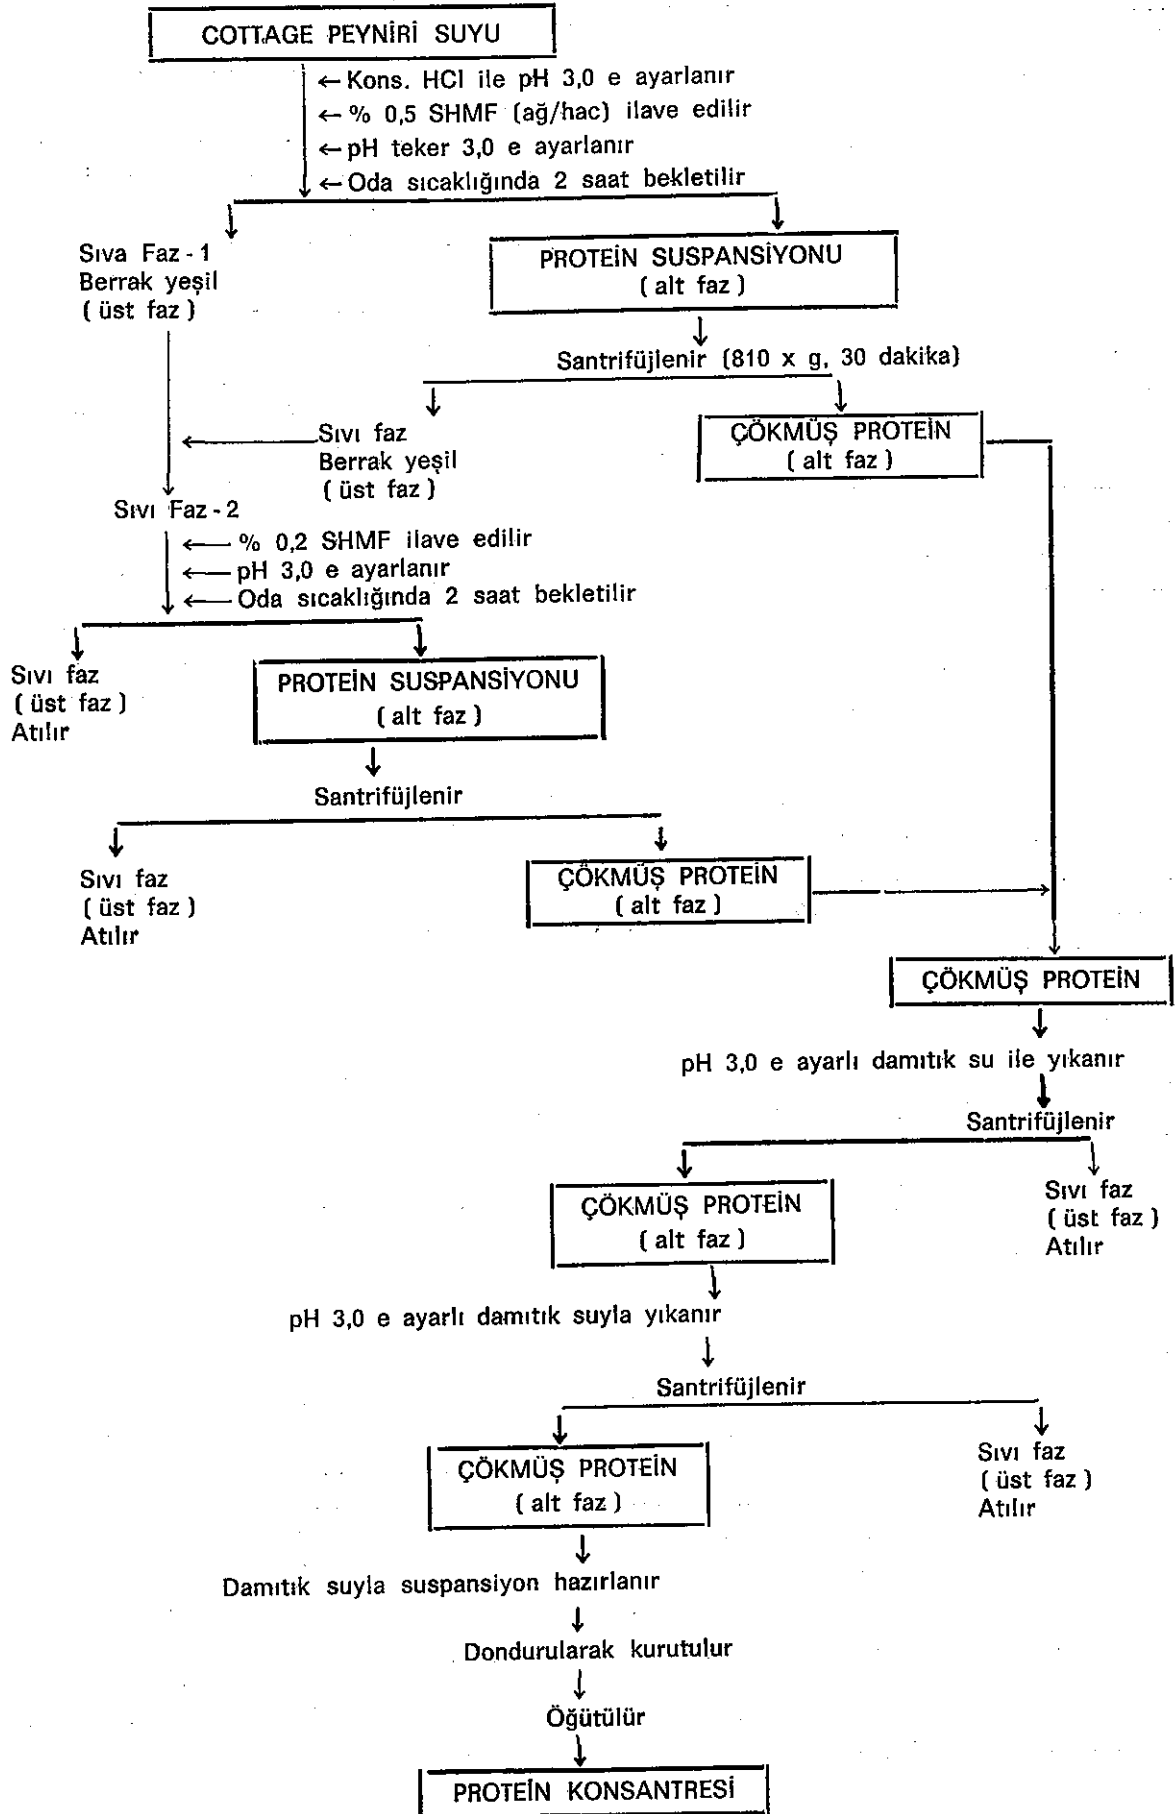 COTTAGE PEYNİRİ SUYU
←Kons. HCl ile pH 3,0 e ayarlanır
←% 0,5 SHMF (ağ/hac) ilave edilir
←pH teker 3,0 e ayarlanır
←Oda sıcaklığında 2 saat bekletilir
Sıva Faz-1
Berrak yeşil
(üst faz)
PROTEİN SUSPANSİYONU
(alt faz)
Santrifüjlenir (810 x g, 30 dakika)
Sıvı faz
Berrak yeşil
(üst faz)
ÇÖKMÜŞ PROTEİN
(alt faz)
Sıvı Faz-2
← % 0,2 SHMF ilave edilir
← pH 3,0 e ayarlanır
← Oda sıcaklığında 2 saat bekletilir
Sıvı faz
(üst faz)
Atılır
PROTEİN SUSPANSİYONU
(alt faz)
Santrifüjlenir
Sıvı faz
(üst faz)
Atılır
ÇÖKMÜŞ PROTEİN
(alt faz)
ÇÖKMÜŞ PROTEİN
pH 3,0 e ayarlı damıtık su ile yıkanır
Santrifüjlenir
ÇÖKMÜŞ PROTEİN
(alt faz)
Sıvı faz
(üst faz)
Atılır
pH 3,0 e ayarlı damıtık suyla yıkanır
Santrifüjlenir
ÇÖKMÜŞ PROTEİN
(alt faz)
Sıvı faz
(üst faz)
Atılır
Damıtık suyla suspansiyon hazırlanır
Dondurularak kurutulur
Öğütülür
PROTEİN KONSANTRESİ